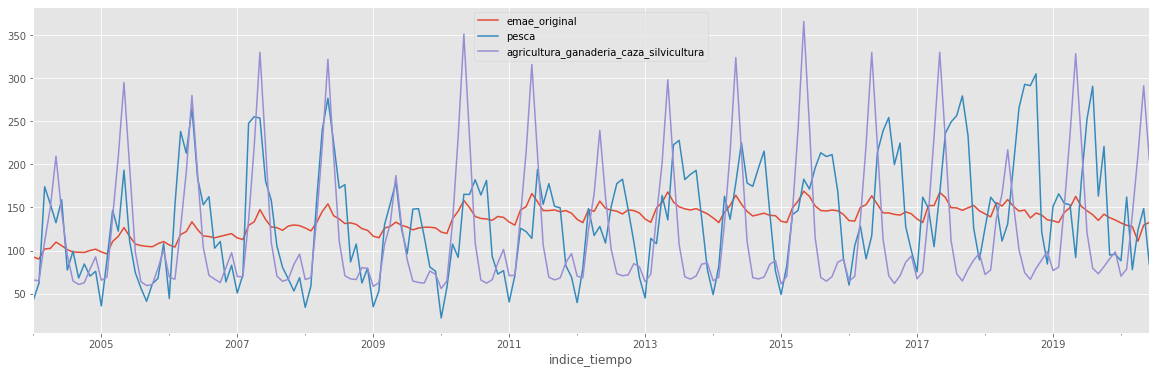 emae_original
pesca
agricultura_ganaderia_caza_silvicultura
350
300
250
200
150
100
50
2005 2007 2009 2011 2013 2015 2017 2019
indice_tiempo